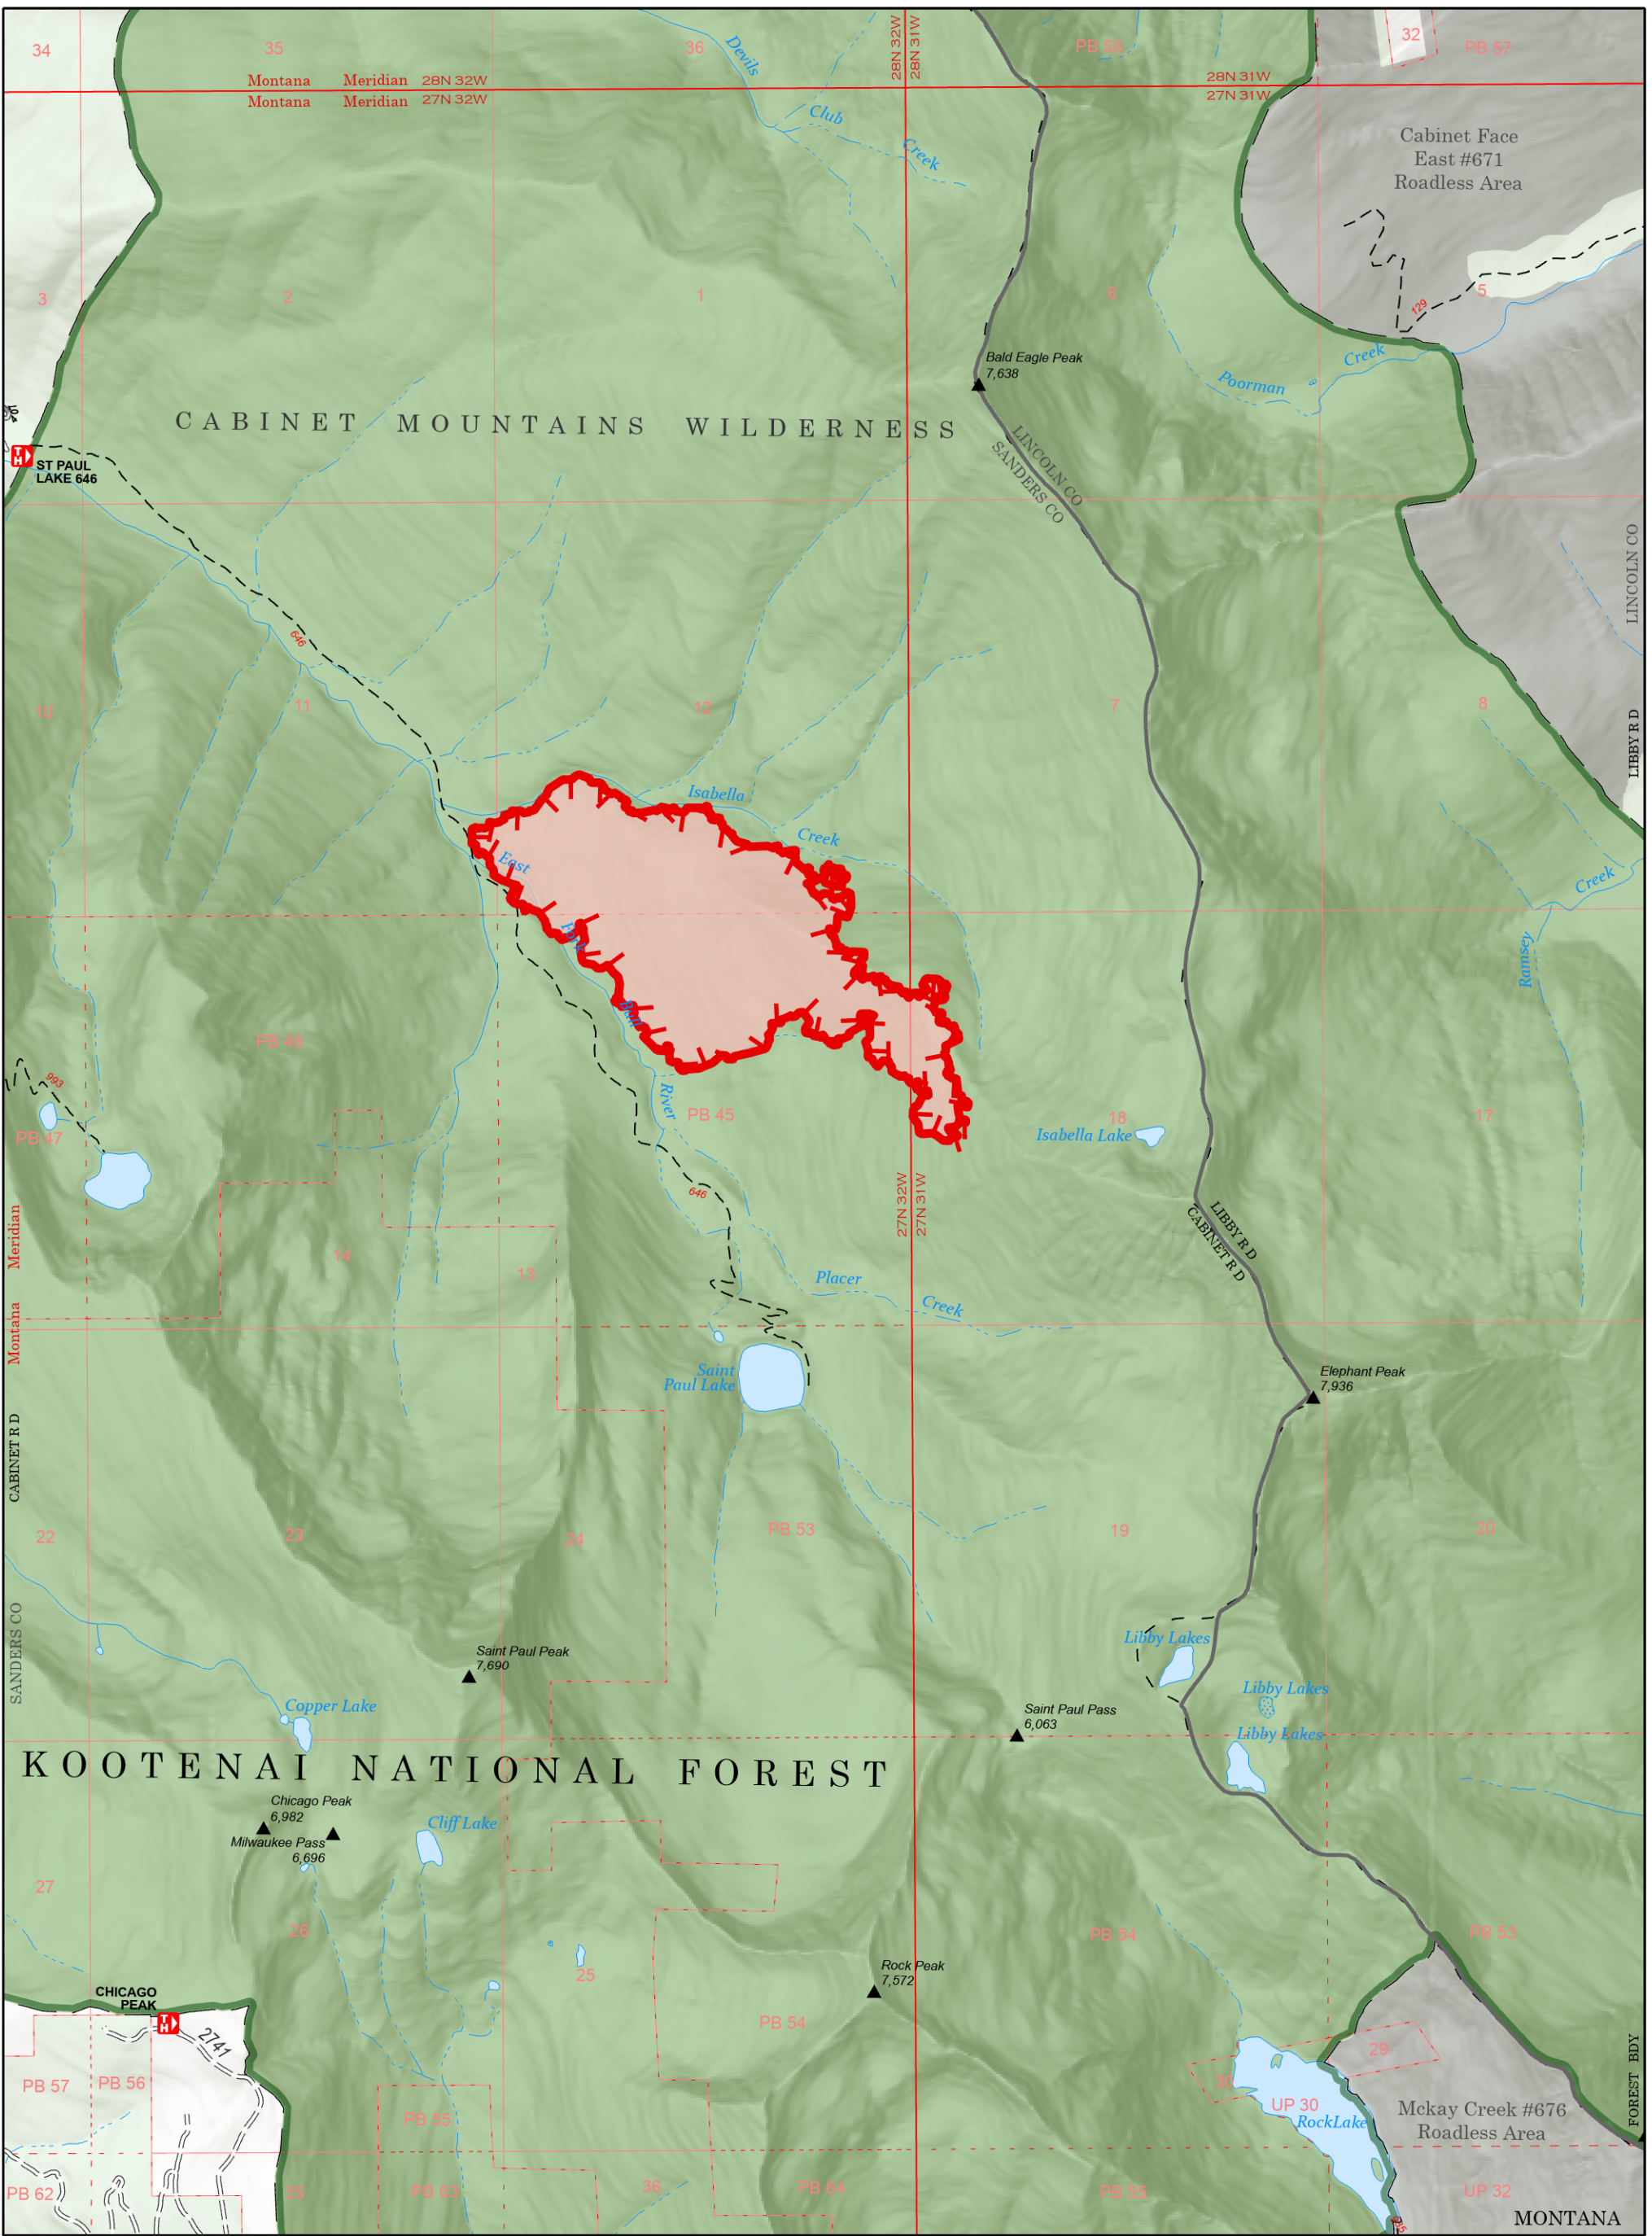 34
35
36
28N 32W
28N 31W
PB 56
32
PB 57
Devils
Montana Meridian 28N 32W
Montana Meridian 27N 32W
28N 31W
27N 31W
Club
Creek
Cabinet Face
East #671
Roadless Area
3
2
1
6
5
129
Bald Eagle Peak
7,638
Poorman
Creek
CABINET MOUNTAINS WILDERNESS
LINCOLN CO
SANDERS CO
ST PAUL
LAKE 646
LINCOLN CO
646
10
11
12
7
8
LIBBY R D
Isabella
Creek
East
Fork
Bull
River
Creek
Ramsey
PB 46
993
PB 47
PB 45
18
17
Isabella Lake
27N 32W
27N 31W
646
Montana Meridian
LIBBY R D
CABINET R D
14
13
Placer
Creek
Saint
Paul Lake
Elephant Peak
7,936
CABINET R D
22
23
24
PB 53
19
20
SANDERS CO
Saint Paul Peak
7,690
Libby Lakes
Libby Lakes
Libby Lakes
Copper Lake
Saint Paul Pass
6,063
KOOTENAI NATIONAL FOREST
Chicago Peak
6,982
Milwaukee Pass
6,696
Cliff Lake
27
26
25
PB 54
PB 53
Rock Peak
7,572
CHICAGO
PEAK
2741
PB 54
29
30
UP 30
RockLake
Mckay Creek #676
Roadless Area
FOREST BDY
PB 57
PB 56
PB 55
PB 62
35
PB 63
36
PB 64
PB 55
UP 32
MONTANA